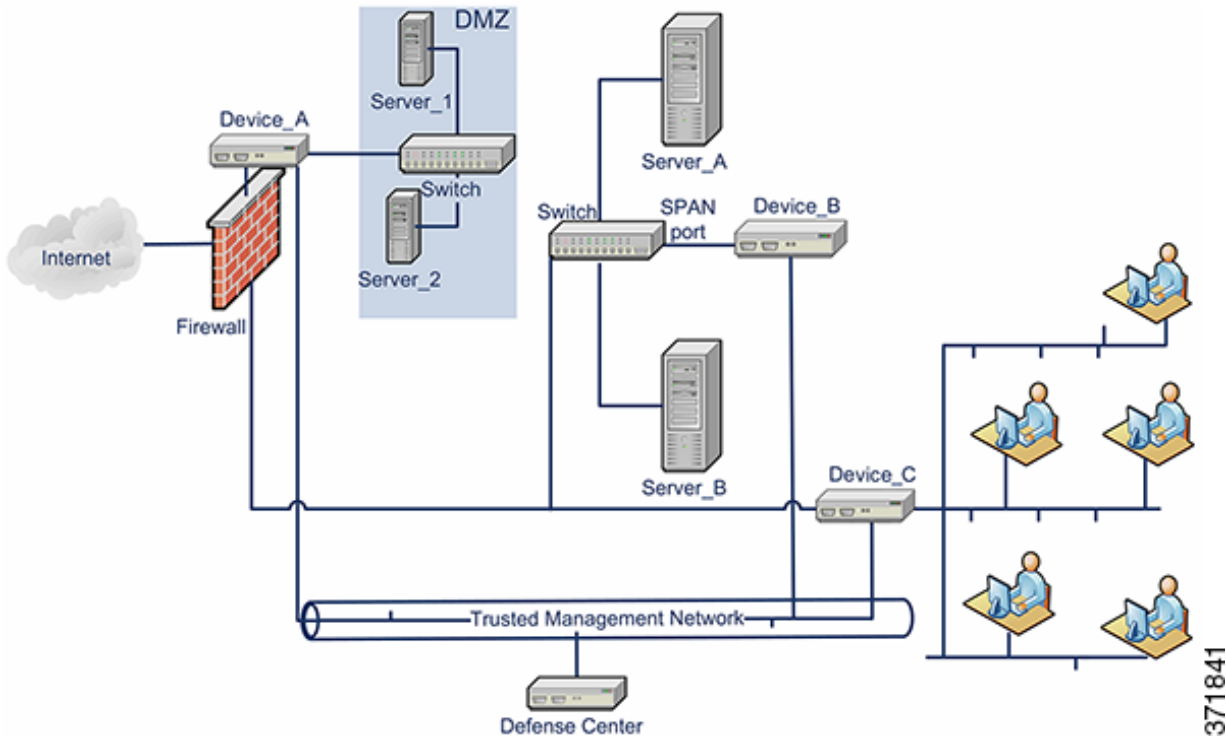 DMZ
Server_1
Device_A
Switch
Server_2
Internet
Firewall
Server_A
Switch
SPAN
port
Device_B
Server_B
Device_C
Trusted Management Network
Defense Center
371841